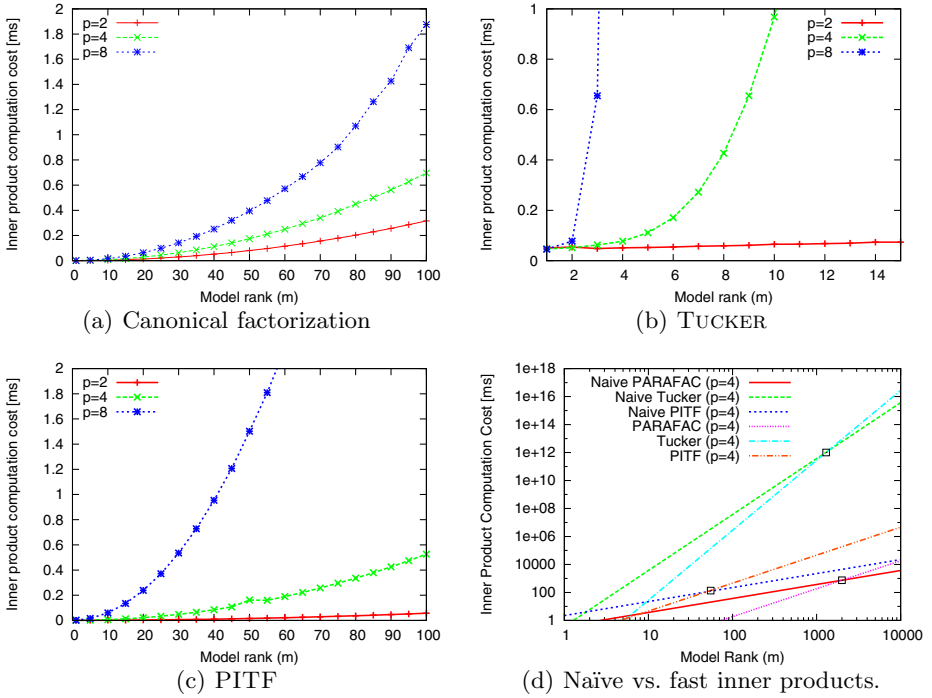 2
1.8
1.6
1.4
1.2
1
0.8
0.6
0.4
0.2
0
0 10 20 30 40 50 60 70 80 90 100
Inner product computation cost [ms]
Model rank (m)
p=2
p=4
p=8
(a) Canonical factorization
1
0.8
0.6
0.4
0.2
0
2 4 6 8 10 12 14
Inner product computation cost [ms]
Model rank (m)
p=2
p=4
p=8
(b) TUCKER
2
1.8
1.6
1.4
1.2
1
0.8
0.6
0.4
0.2
0
0 10 20 30 40 50 60 70 80 90 100
Inner product computation cost [ms]
Model rank (m)
p=2
p=4
p=8
(c) PITF
1e+18
1e+16
1e+14
1e+12
1e+10
1e+08
1e+06
10000
100
1
1 10 100 1000 10000
Inner Product Computation Cost [ms]
Model Rank (m)
Naive PARAFAC (p=4)
Naive Tucker (p=4)
Naive PITF (p=4)
PARAFAC (p=4)
Tucker (p=4)
PITF (p=4)
(d) Naïve vs. fast inner products.